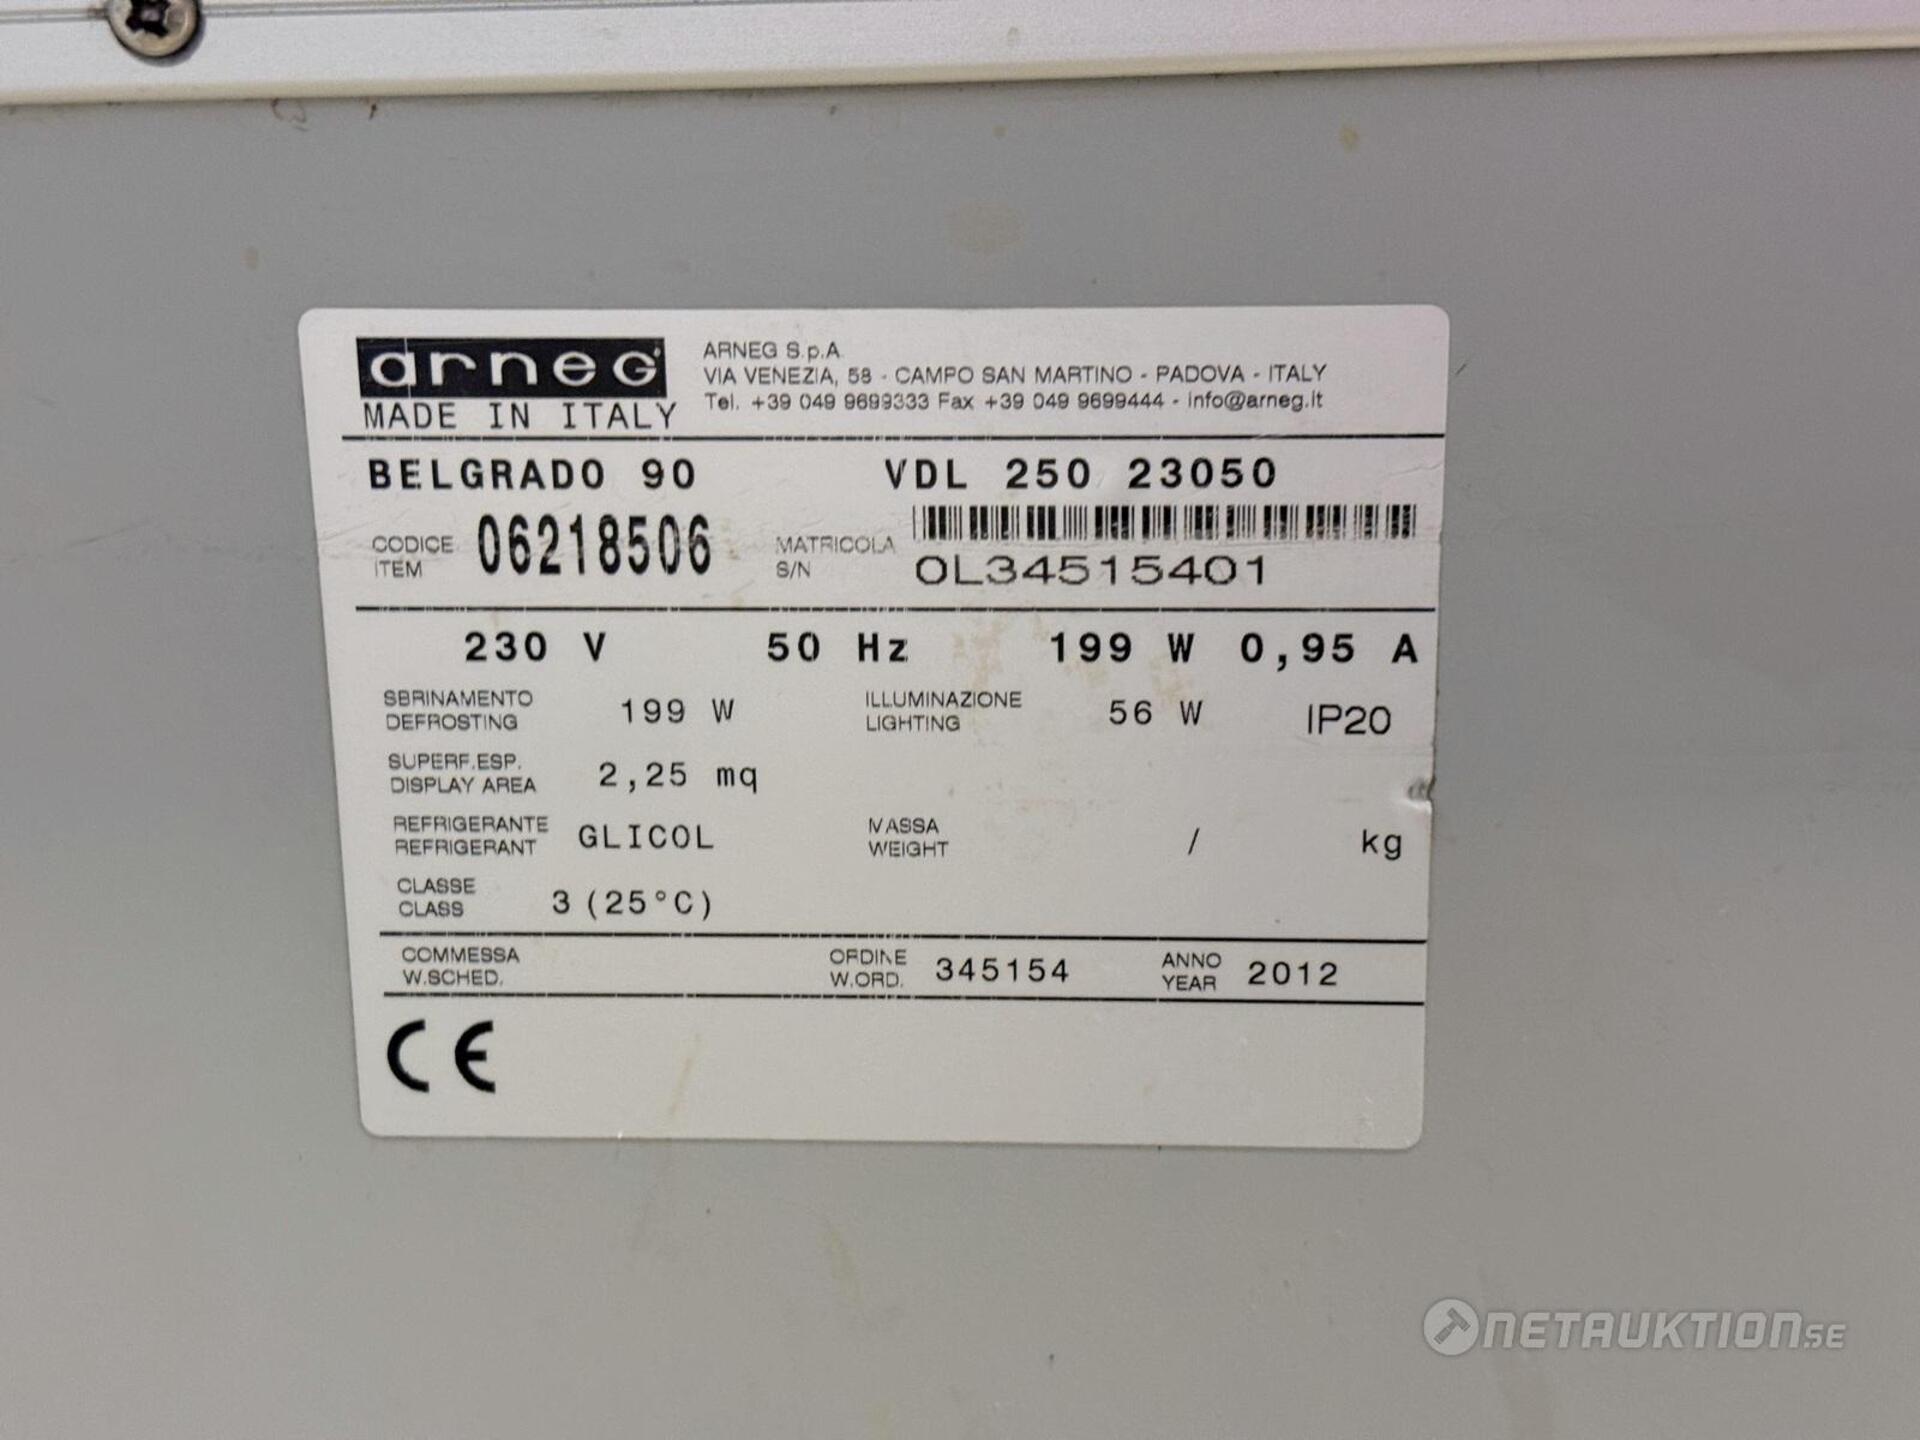 arneg
MADE IN ITALY
ARNEG S.p.A.
VIA VENEZIA, 58 - CAMPO SAN MARTINO - PADOVA - ITALY
Tel. +39 049 9699333 Fax +39 049 9699444 - info@arneg.it
BELGRADO 90 VDL 250 23050
CODICE
ITEM
06218506
MATRICOLA
S/N
0L34515401
230 V 50 Hz 199 W 0,95 A
SBRINAMENTO
DEFROSTING
199 W
ILLUMINAZIONE
LIGHTING
56 W
IP20
SUPERF.ESP.
DISPLAY AREA
2,25 mq
REFRIGERANTE
REFRIGERANT
GLICOL
MASSA
WEIGHT
/ kg
CLASSE
CLASS
3 (25°C)
COMMESSA
W.SCHED.
ORDINE
W.ORD.
345154
ANNO
YEAR
2012
CE
NETAUKTION.SE